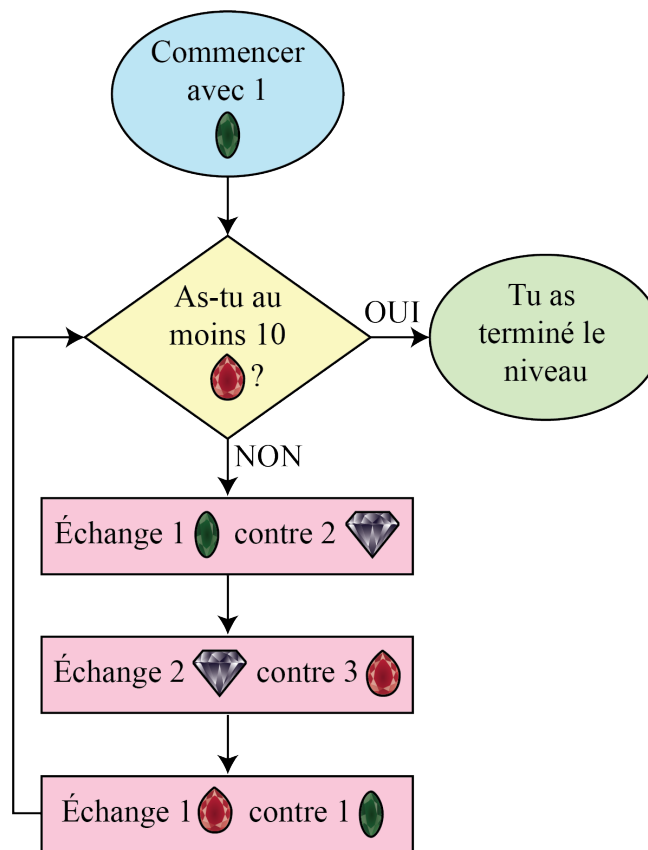 Commencer
avec 1
As-tu au
moins 10
?
OUI
Tu as
terminé le
niveau
NON
Échange 1 contre 2
Échange 2 contre 3
Échange 1 contre 1